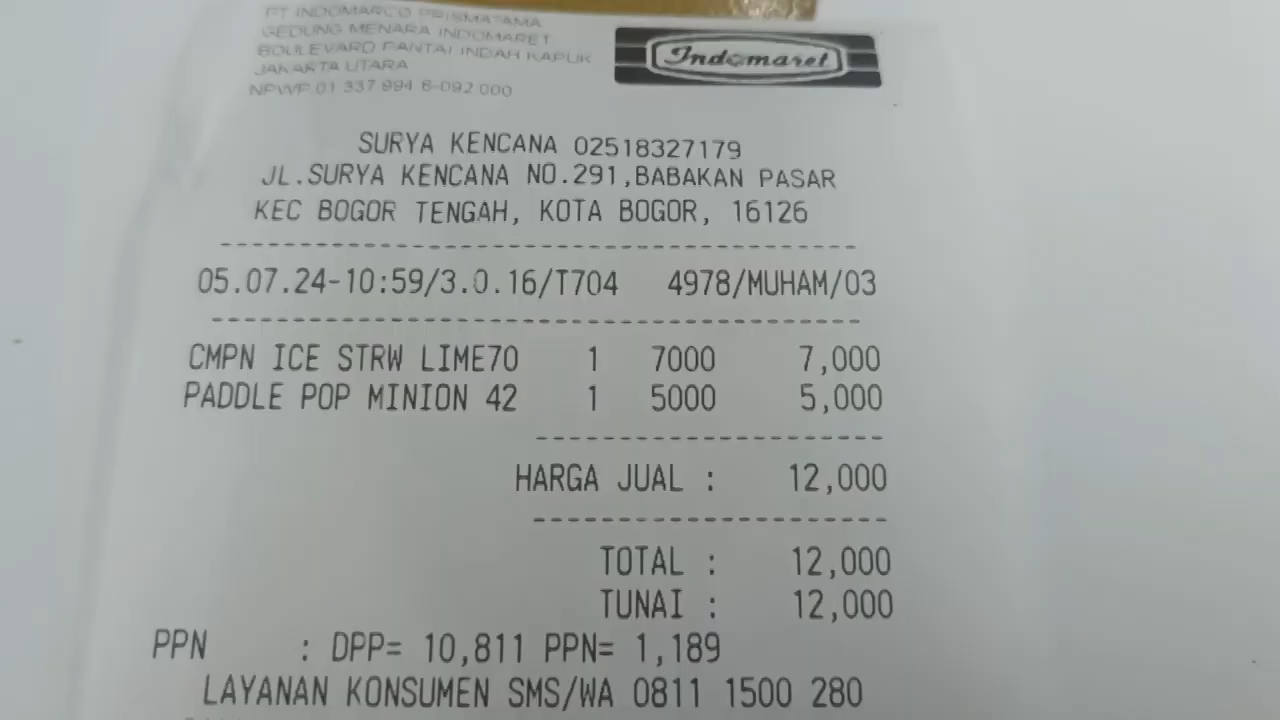 PT INDOMARCO PRISMATAMA
GEDUNG MENARA INDOMARET
BOULEVARD PANTAI INDAH KAPUK
JAKARTA UTARA
NPWP 01 337 994 6-092 000
Indomaret
SURYA KENCANA 02518327179
JL.SURYA KENCANA NO.291,BABAKAN PASAR
KEC BOGOR TENGAH, KOTA BOGOR, 16126
05.07.24-10:59/3.0.16/T704 4978/MUHAM/03
CMPN ICE STRW LIME70 1 7000 7,000
PADDLE POP MINION 42 1 5000 5,000
HARGA JUAL : 12,000
TOTAL : 12,000
TUNAI : 12,000
PPN : DPP= 10,811 PPN= 1,189
LAYANAN KONSUMEN SMS/WA 0811 1500 280